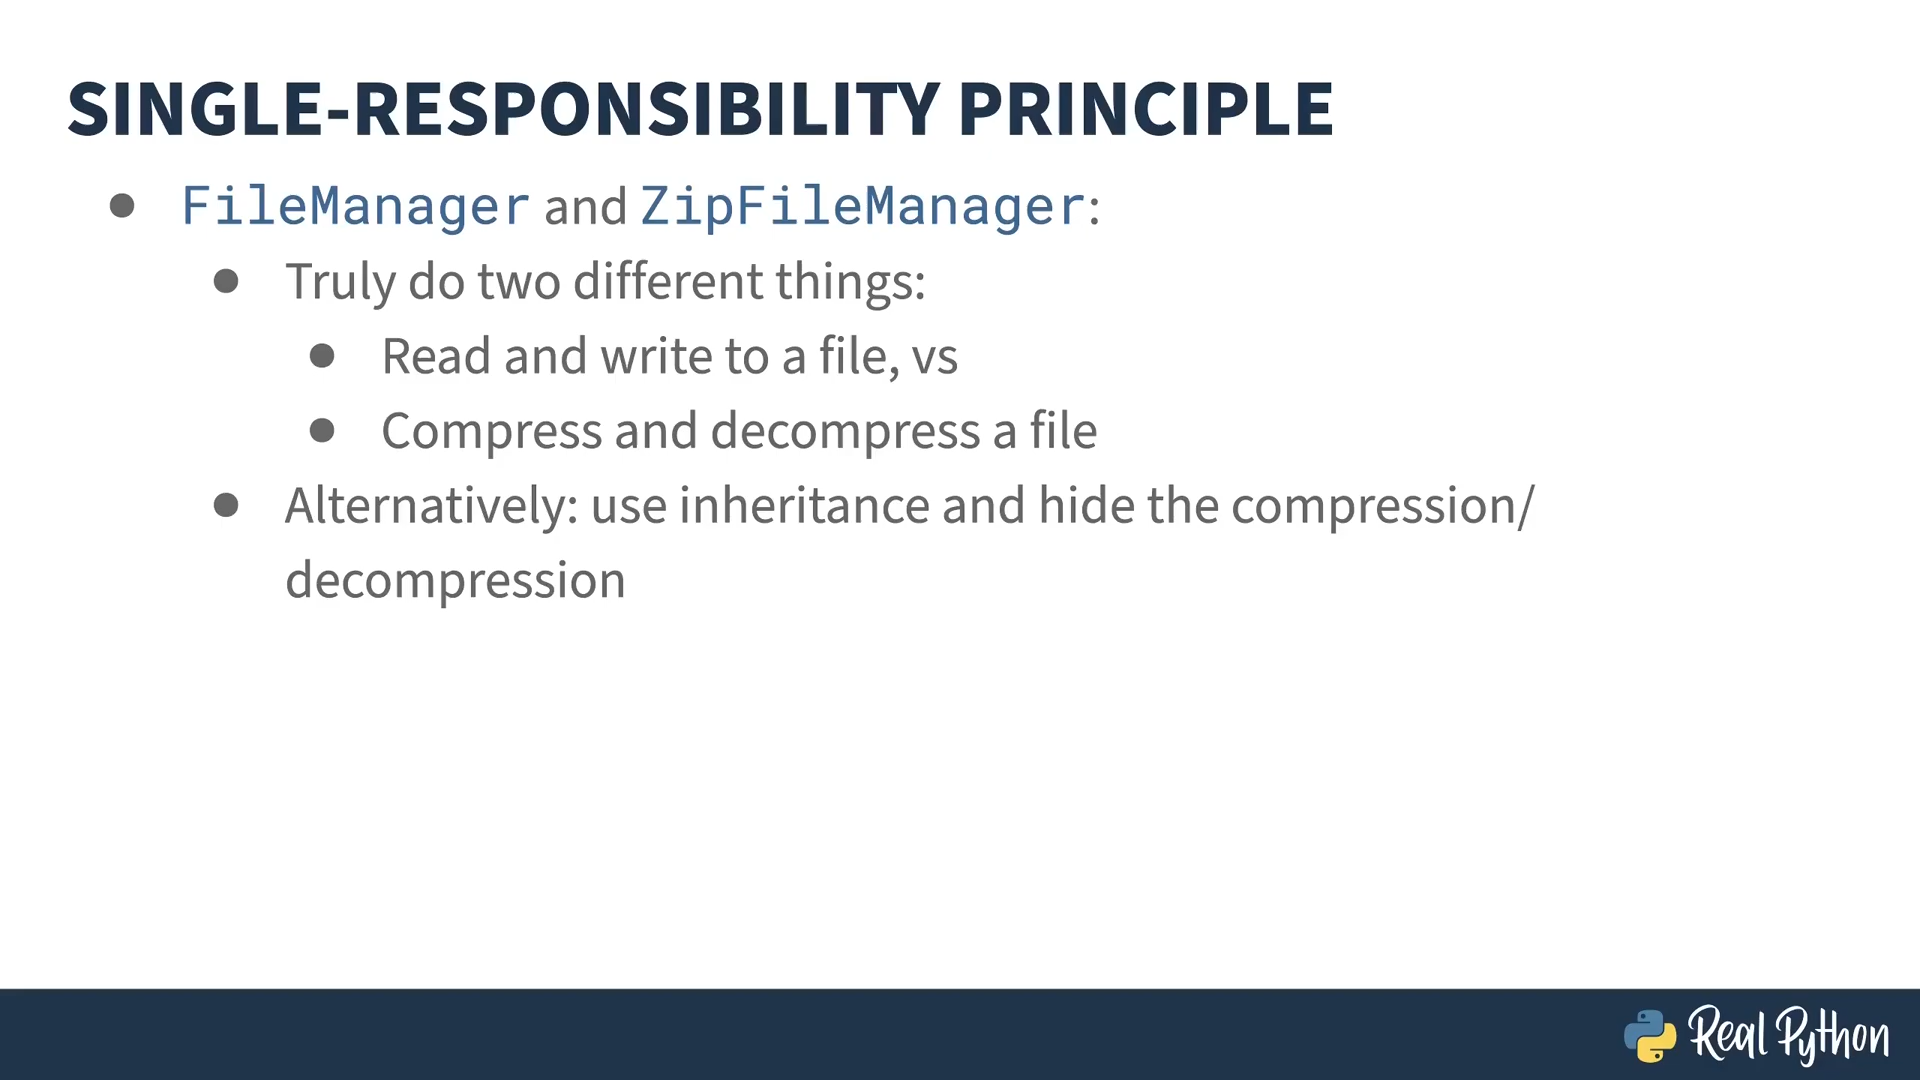 SINGLE-RESPONSIBILITY PRINCIPLE
● FileManager and ZipFileManager:
● Truly do two different things:
● Read and write to a file, vs
● Compress and decompress a file
● Alternatively: use inheritance and hide the compression/
decompression
Real Python